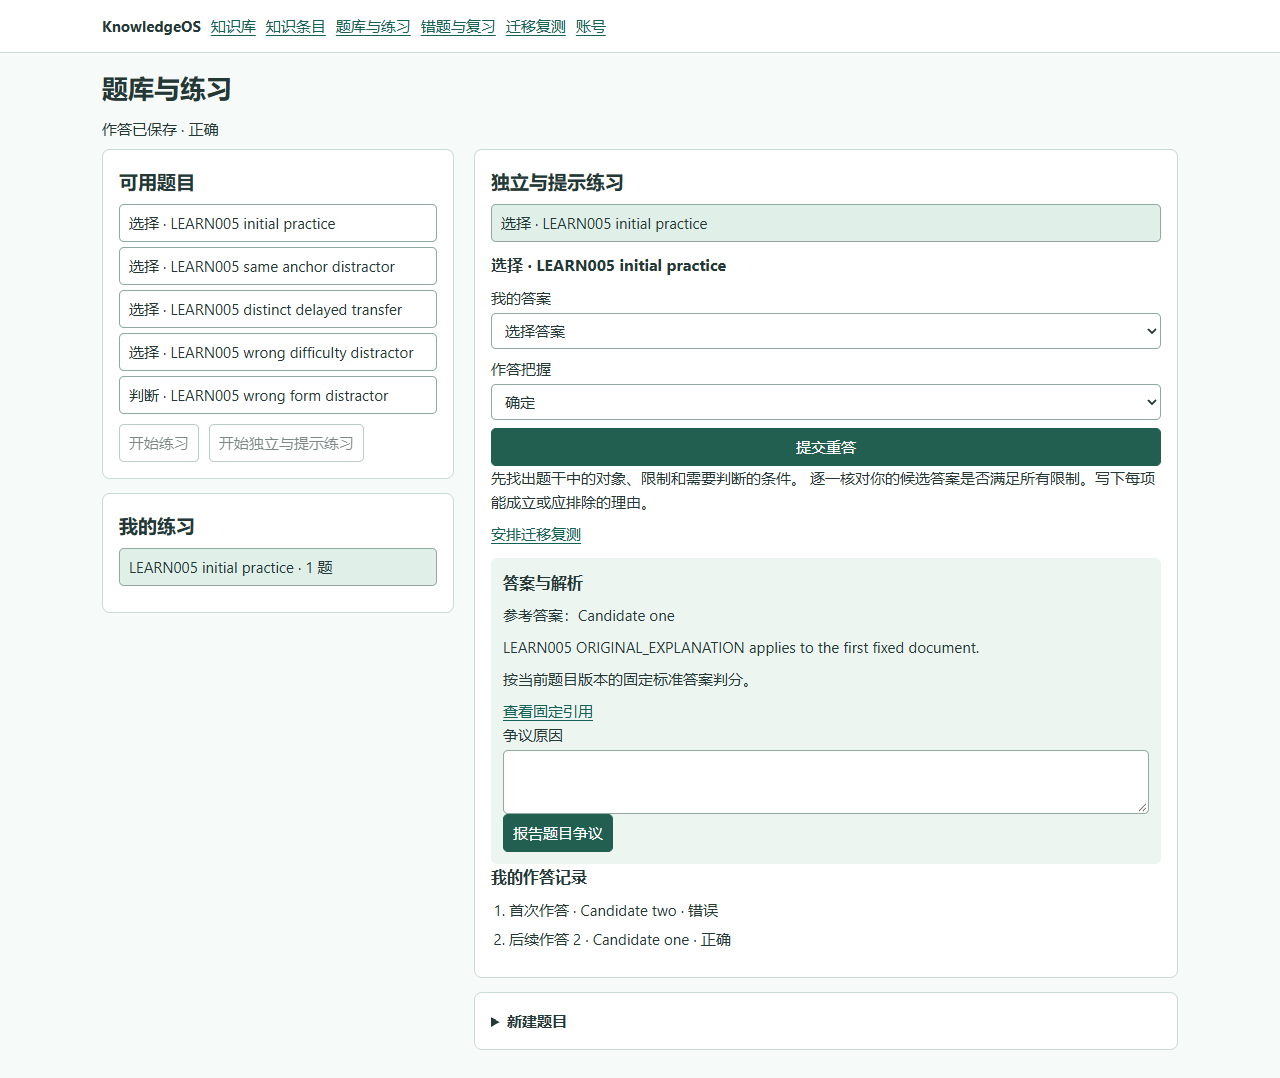 KnowledgeOS 知识库 知识条目 题库与练习 错题与复习 迁移复测 账号
题库与练习
作答已保存 · 正确
可用题目
选择 · LEARN005 initial practice
选择 · LEARN005 same anchor distractor
选择 · LEARN005 distinct delayed transfer
选择 · LEARN005 wrong difficulty distractor
判断 · LEARN005 wrong form distractor
开始练习 开始独立与提示练习
我的练习
LEARN005 initial practice · 1 题
独立与提示练习
选择 · LEARN005 initial practice
选择 · LEARN005 initial practice
我的答案
选择答案
作答把握
确定
提交重答
先找出题干中的对象、限制和需要判断的条件。 逐一核对你的候选答案是否满足所有限制。写下每项
能成立或应排除的理由。
安排迁移复测
答案与解析
参考答案：Candidate one
LEARN005 ORIGINAL_EXPLANATION applies to the first fixed document.
按当前题目版本的固定标准答案判分。
查看固定引用
争议原因
报告题目争议
我的作答记录
1. 首次作答 · Candidate two · 错误
2. 后续作答 2 · Candidate one · 正确
新建题目